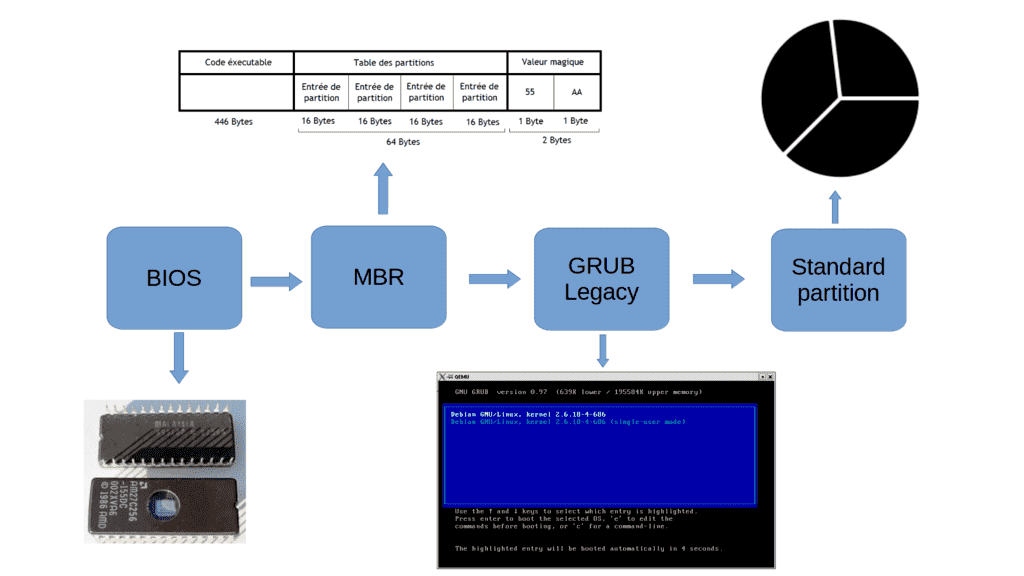 Code éxecutable
Table des partitions
Valeur magique
Entrée de
partition
Entrée de
partition
Entrée de
partition
Entrée de
partition
55
AA
446 Bytes
16 Bytes
16 Bytes
16 Bytes
16 Bytes
1 Byte
1 Byte
64 Bytes
2 Bytes
BIOS
MBR
GRUB
Legacy
Standard
partition
MALAYSIA
AM27C256
-155DC
002XVA6
© 1986 AMD
QEMU
GNU GRUB version 0.97 (639K lower / 195584K upper memory)
Debian GNU/Linux, kernel 2.6.18-4-686
Debian GNU/Linux, kernel 2.6.18-4-686 (single-user mode)
Use the ↑ and ↓ keys to select which entry is highlighted.
Press enter to boot the selected OS, 'e' to edit the
commands before booting, or 'c' for a command-line.
The highlighted entry will be booted automatically in 4 seconds.